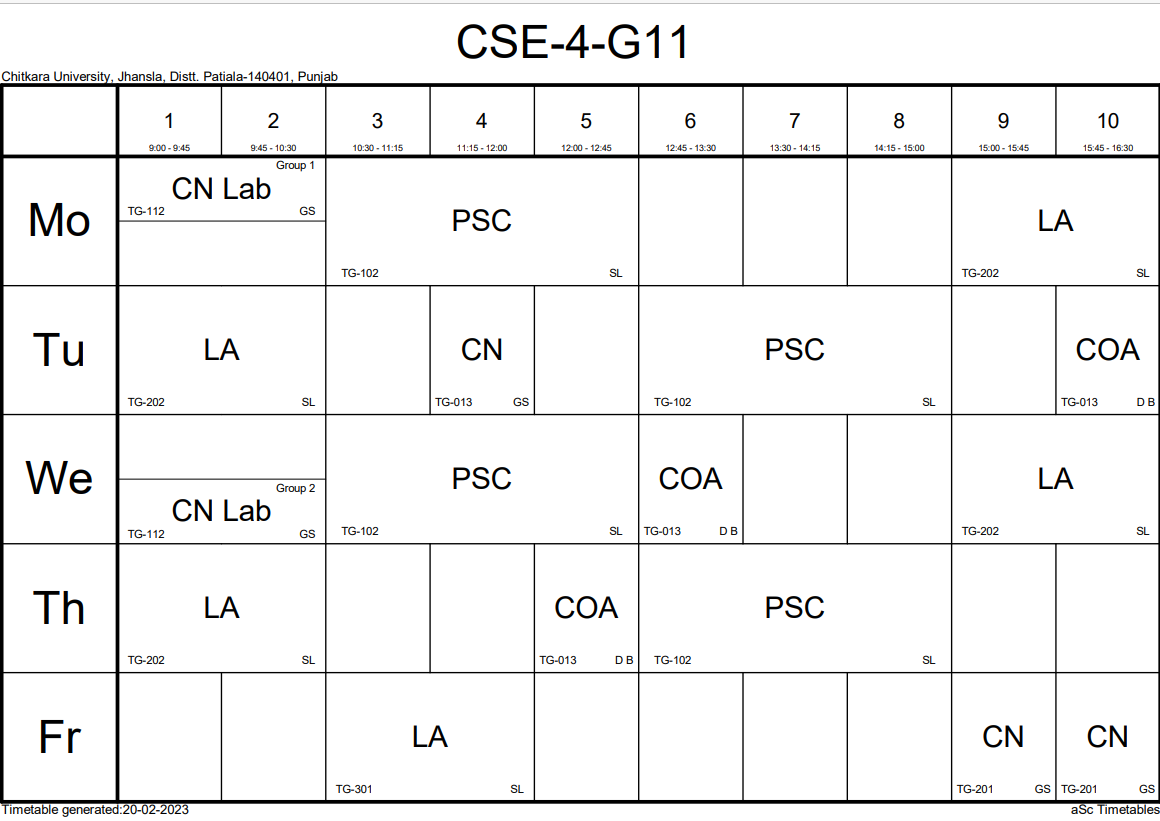 CSE-4-G11
Chitkara University, Jhansla, Distt. Patiala-140401, Punjab
1 2 3 4 5 6 7 8 9 10
9:00 - 9:45 9:45 - 10:30 10:30 - 11:15 11:15 - 12:00 12:00 - 12:45 12:45 - 13:30 13:30 - 14:15 14:15 - 15:00 15:00 - 15:45 15:45 - 16:30
Group 1
CN Lab
TG-112 GS
Mo PSC LA
TG-102 SL TG-202 SL
Tu LA CN PSC COA
TG-202 SL TG-013 GS TG-102 SL TG-013 D B
We PSC COA LA
Group 2
CN Lab
TG-112 GS TG-102 SL TG-013 D B TG-202 SL
Th LA COA PSC
TG-202 SL TG-013 D B TG-102 SL
Fr LA CN CN
TG-301 SL TG-201 GS TG-201 GS
Timetable generated:20-02-2023 aSc Timetables